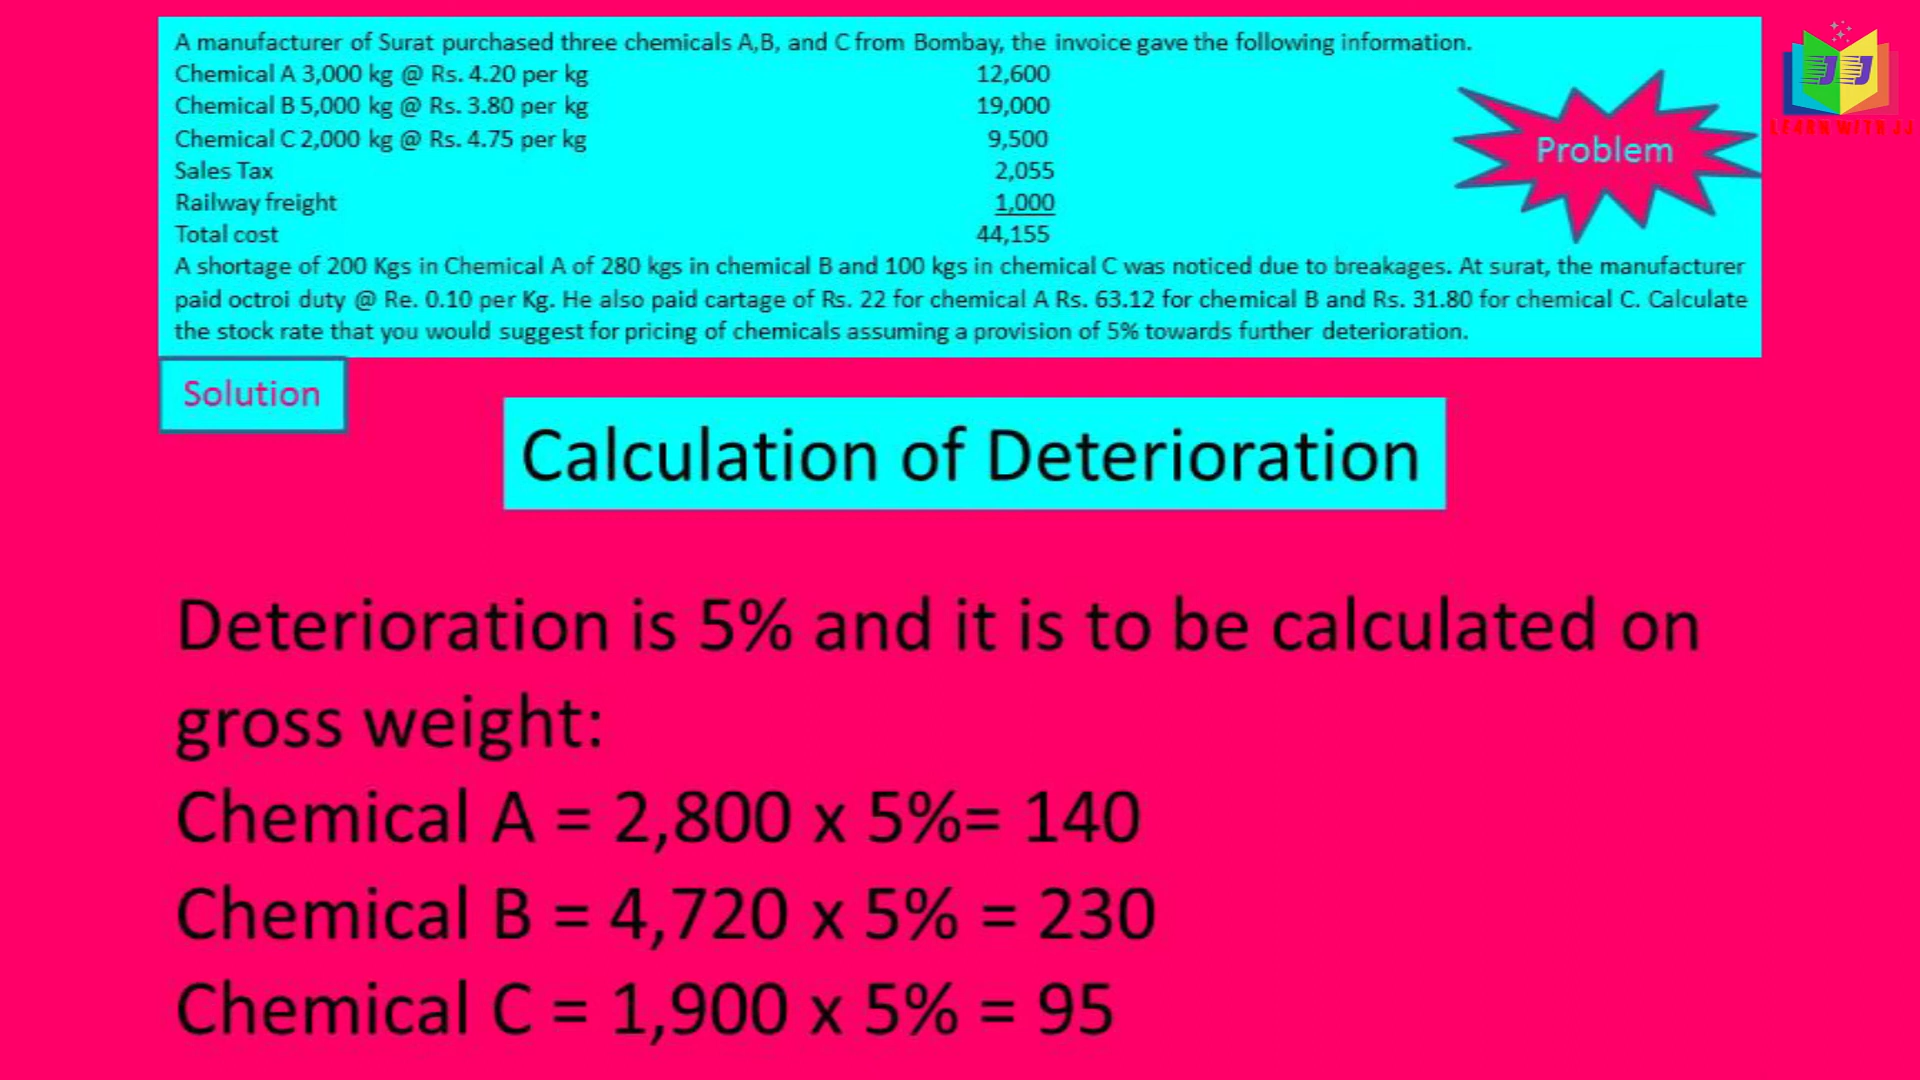 A manufacturer of Surat purchased three chemicals A,B, and C from Bombay, the invoice gave the following information.
Chemical A 3,000 kg @ Rs. 4.20 per kg 12,600
Chemical B 5,000 kg @ Rs. 3.80 per kg 19,000
Chemical C 2,000 kg @ Rs. 4.75 per kg 9,500
Sales Tax 2,055
Railway freight 1,000
Total cost 44,155
A shortage of 200 Kgs in Chemical A of 280 kgs in chemical B and 100 kgs in chemical C was noticed due to breakages. At surat, the manufacturer
paid octroi duty @ Re. 0.10 per Kg. He also paid cartage of Rs. 22 for chemical A Rs. 63.12 for chemical B and Rs. 31.80 for chemical C. Calculate
the stock rate that you would suggest for pricing of chemicals assuming a provision of 5% towards further deterioration.
Problem
JJ
LEARN WITH JJ
Solution
Calculation of Deterioration
Deterioration is 5% and it is to be calculated on
gross weight:
Chemical A = 2,800 x 5%= 140
Chemical B = 4,720 x 5% = 230
Chemical C = 1,900 x 5% = 95